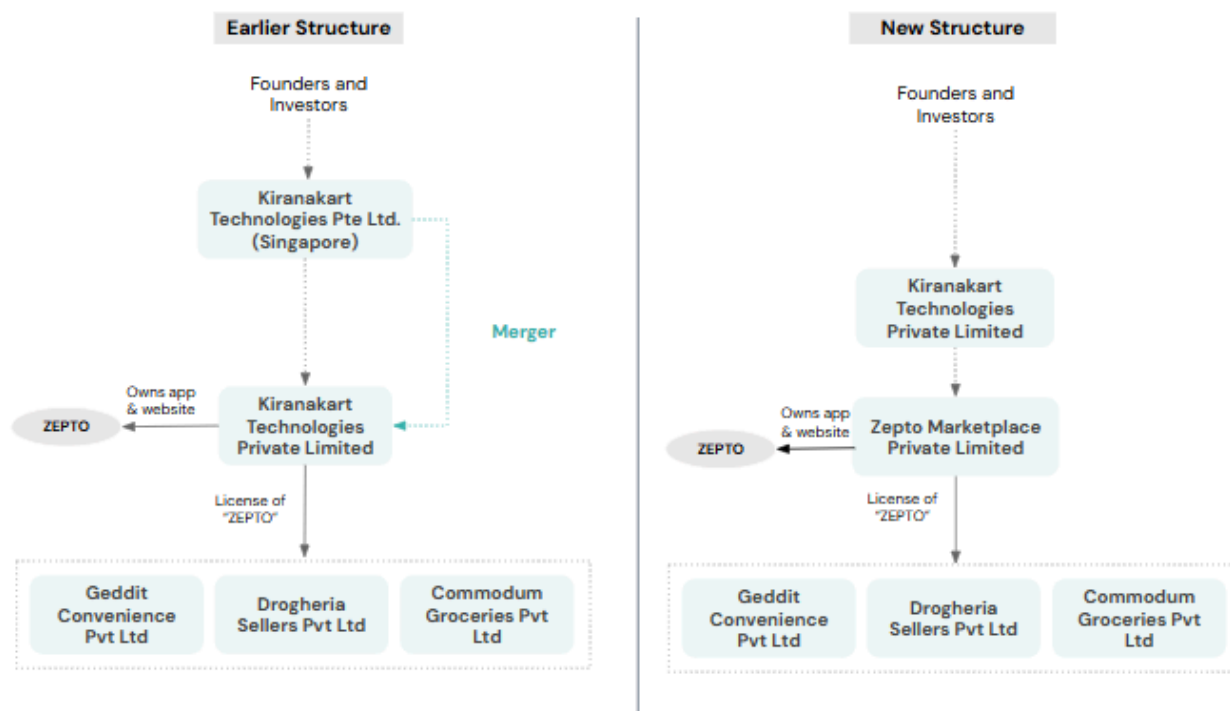 Earlier Structure
Founders and
Investors
Kiranakart
Technologies Pte Ltd.
(Singapore)
Merger
Owns app
& website
ZEPTO
Kiranakart
Technologies
Private Limited
License of
"ZEPTO"
Geddit
Convenience
Pvt Ltd
Drogheria
Sellers Pvt Ltd
Commodum
Groceries Pvt
Ltd
New Structure
Founders and
Investors
Kiranakart
Technologies
Private Limited
Owns app
& website
ZEPTO
Zepto Marketplace
Private Limited
License of
"ZEPTO"
Geddit
Convenience
Pvt Ltd
Drogheria
Sellers Pvt Ltd
Commodum
Groceries Pvt
Ltd